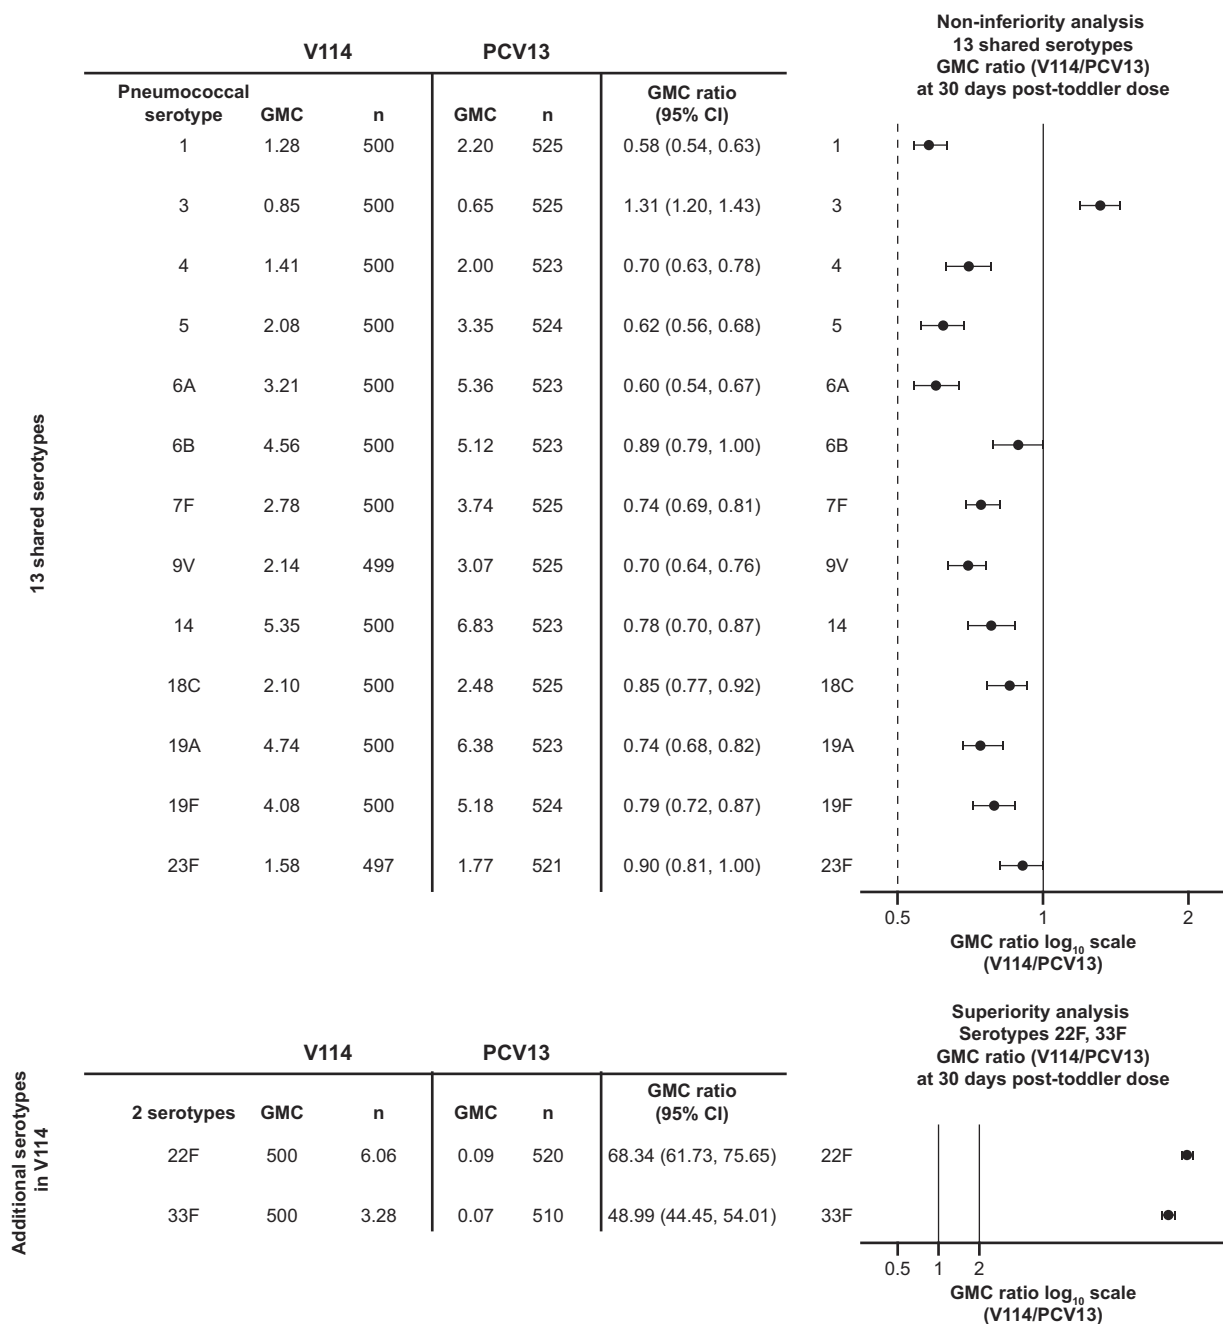 Non-inferiority analysis
13 shared serotypes
GMC ratio (V114/PCV13)
at 30 days post-toddler dose
V114 PCV13
Pneumococcal serotype GMC n GMC n GMC ratio (95% CI)
1 1.28 500 2.20 525 0.58 (0.54, 0.63) 1
3 0.85 500 0.65 525 1.31 (1.20, 1.43) 3
4 1.41 500 2.00 523 0.70 (0.63, 0.78) 4
5 2.08 500 3.35 524 0.62 (0.56, 0.68) 5
6A 3.21 500 5.36 523 0.60 (0.54, 0.67) 6A
6B 4.56 500 5.12 523 0.89 (0.79, 1.00) 6B
7F 2.78 500 3.74 525 0.74 (0.69, 0.81) 7F
9V 2.14 499 3.07 525 0.70 (0.64, 0.76) 9V
14 5.35 500 6.83 523 0.78 (0.70, 0.87) 14
18C 2.10 500 2.48 525 0.85 (0.77, 0.92) 18C
19A 4.74 500 6.38 523 0.74 (0.68, 0.82) 19A
19F 4.08 500 5.18 524 0.79 (0.72, 0.87) 19F
23F 1.58 497 1.77 521 0.90 (0.81, 1.00) 23F
13 shared serotypes
0.5 1 2
GMC ratio log10 scale
(V114/PCV13)
Superiority analysis
Serotypes 22F, 33F
GMC ratio (V114/PCV13)
at 30 days post-toddler dose
V114 PCV13
2 serotypes GMC n GMC n GMC ratio (95% CI)
22F 500 6.06 0.09 520 68.34 (61.73, 75.65) 22F
33F 500 3.28 0.07 510 48.99 (44.45, 54.01) 33F
Additional serotypes
in V114
0.5 1 2
GMC ratio log10 scale
(V114/PCV13)